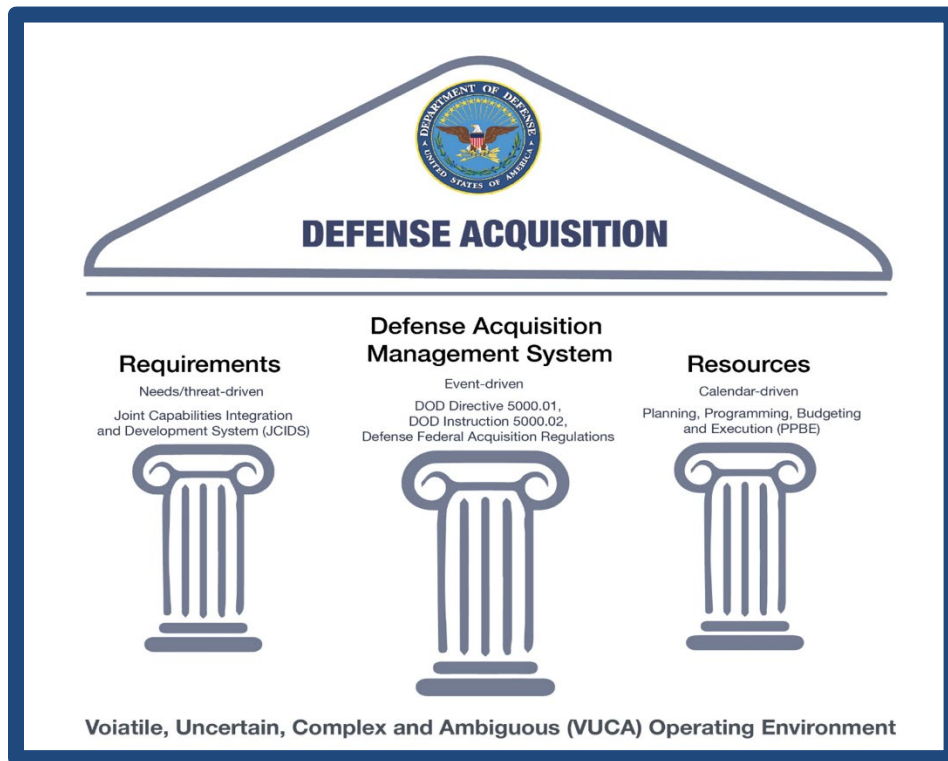 DEPARTMENT OF DEFENSE
UNITED STATES OF AMERICA
DEFENSE ACQUISITION
Requirements
Needs/threat-driven
Joint Capabilities Integration
and Development System (JCIDS)
Defense Acquisition
Management System
Event-driven
DOD Directive 5000.01,
DOD Instruction 5000.02,
Defense Federal Acquisition Regulations
Resources
Calendar-driven
Planning, Programming, Budgeting
and Execution (PPBE)
Voiatile, Uncertain, Complex and Ambiguous (VUCA) Operating Environment